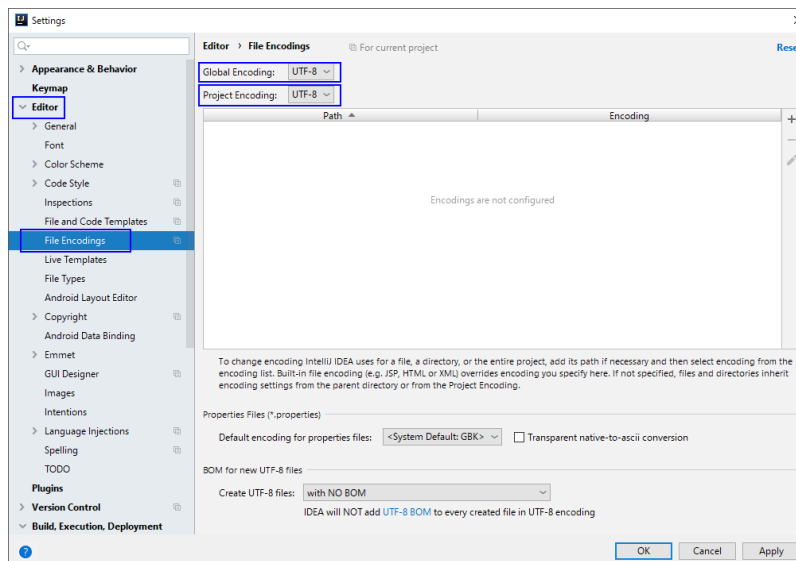 Settings
Editor › File Encodings For current project Rese
Global Encoding: UTF-8
Project Encoding: UTF-8
Path Encoding
Encodings are not configured
Appearance & Behavior
Keymap
Editor
General
Font
Color Scheme
Code Style
Inspections
File and Code Templates
File Encodings
Live Templates
File Types
Android Layout Editor
Copyright
Android Data Binding
Emmet
GUI Designer
Images
Intentions
Language Injections
Spelling
TODO
Plugins
Version Control
Build, Execution, Deployment
To change encoding IntelliJ IDEA uses for a file, a directory, or the entire project, add its path if necessary and then select encoding from the
encoding list. Built-in file encoding (e.g. JSP, HTML or XML) overrides encoding you specify here. If not specified, files and directories inherit
encoding settings from the parent directory or from the Project Encoding.
Properties Files (*.properties)
Default encoding for properties files: <System Default: GBK> Transparent native-to-ascii conversion
BOM for new UTF-8 files
Create UTF-8 files: with NO BOM
IDEA will NOT add UTF-8 BOM to every created file in UTF-8 encoding
? OK Cancel Apply